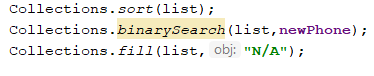 Collections.sort(list);
Collections.binarySearch(list,newPhone);
Collections.fill(list, obj: "N/A");